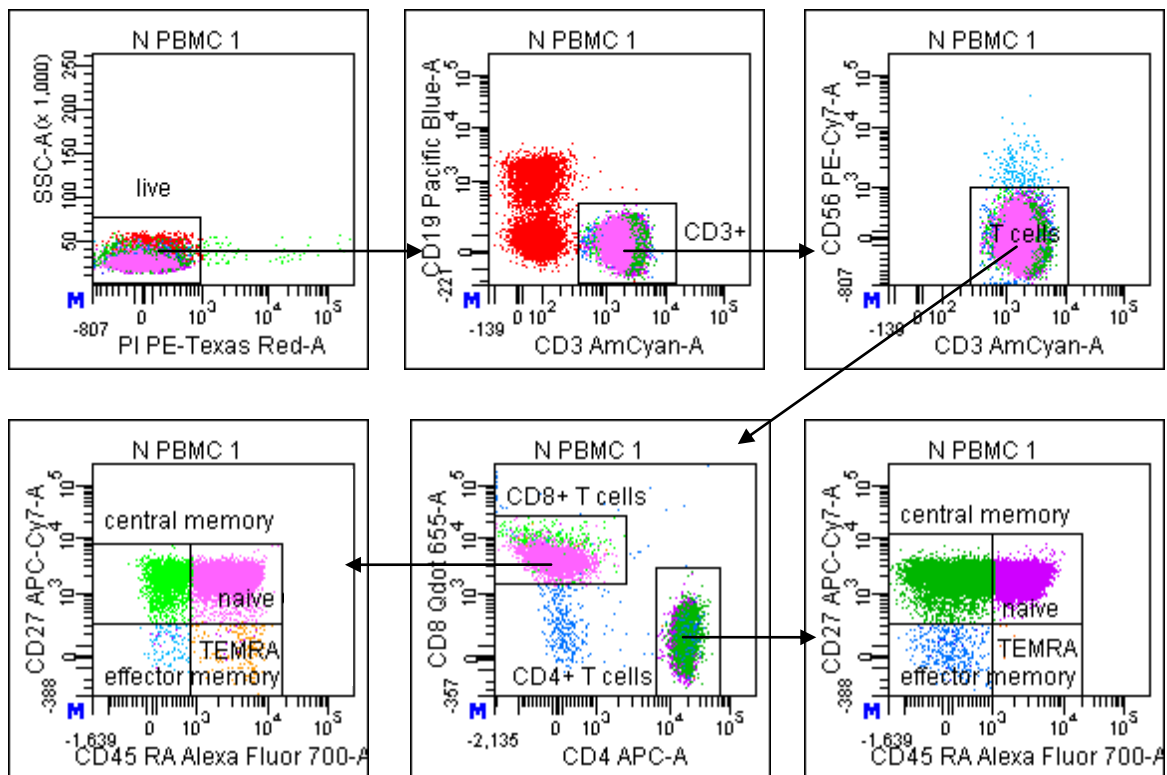 N PBMC 1
SSC-A (x 1,000)
250
200
150
100
50
live
M
-807
0
10³
10⁴
10⁵
PI PE-Texas Red-A
N PBMC 1
CD19 Pacific Blue-A
10⁵
10⁴
10³
0
-221
CD3+
M
-139
0 10²
10³
10⁴
10⁵
CD3 AmCyan-A
N PBMC 1
CD56 PE-Cy7-A
10⁵
10⁴
10³
0
-807
T cells
M
-139
0 10²
10³
10⁴
10⁵
CD3 AmCyan-A
N PBMC 1
CD27 APC-Cy7-A
10⁵
10⁴
10³
0
-388
central memory
naive
TEMRA
effector memory
M
-1,639
0
10³
10⁴
10⁵
CD45 RA Alexa Fluor 700-A
N PBMC 1
CD8 Qdot 655-A
10⁵
10⁴
10³
0
-357
CD8+ T cells
CD4+ T cells
M
-2,135
0
10³
10⁴
10⁵
CD4 APC-A
N PBMC 1
CD27 APC-Cy7-A
10⁵
10⁴
10³
0
-388
central memory
naive
TEMRA
effector memory
M
-1,639
0
10³
10⁴
10⁵
CD45 RA Alexa Fluor 700-A